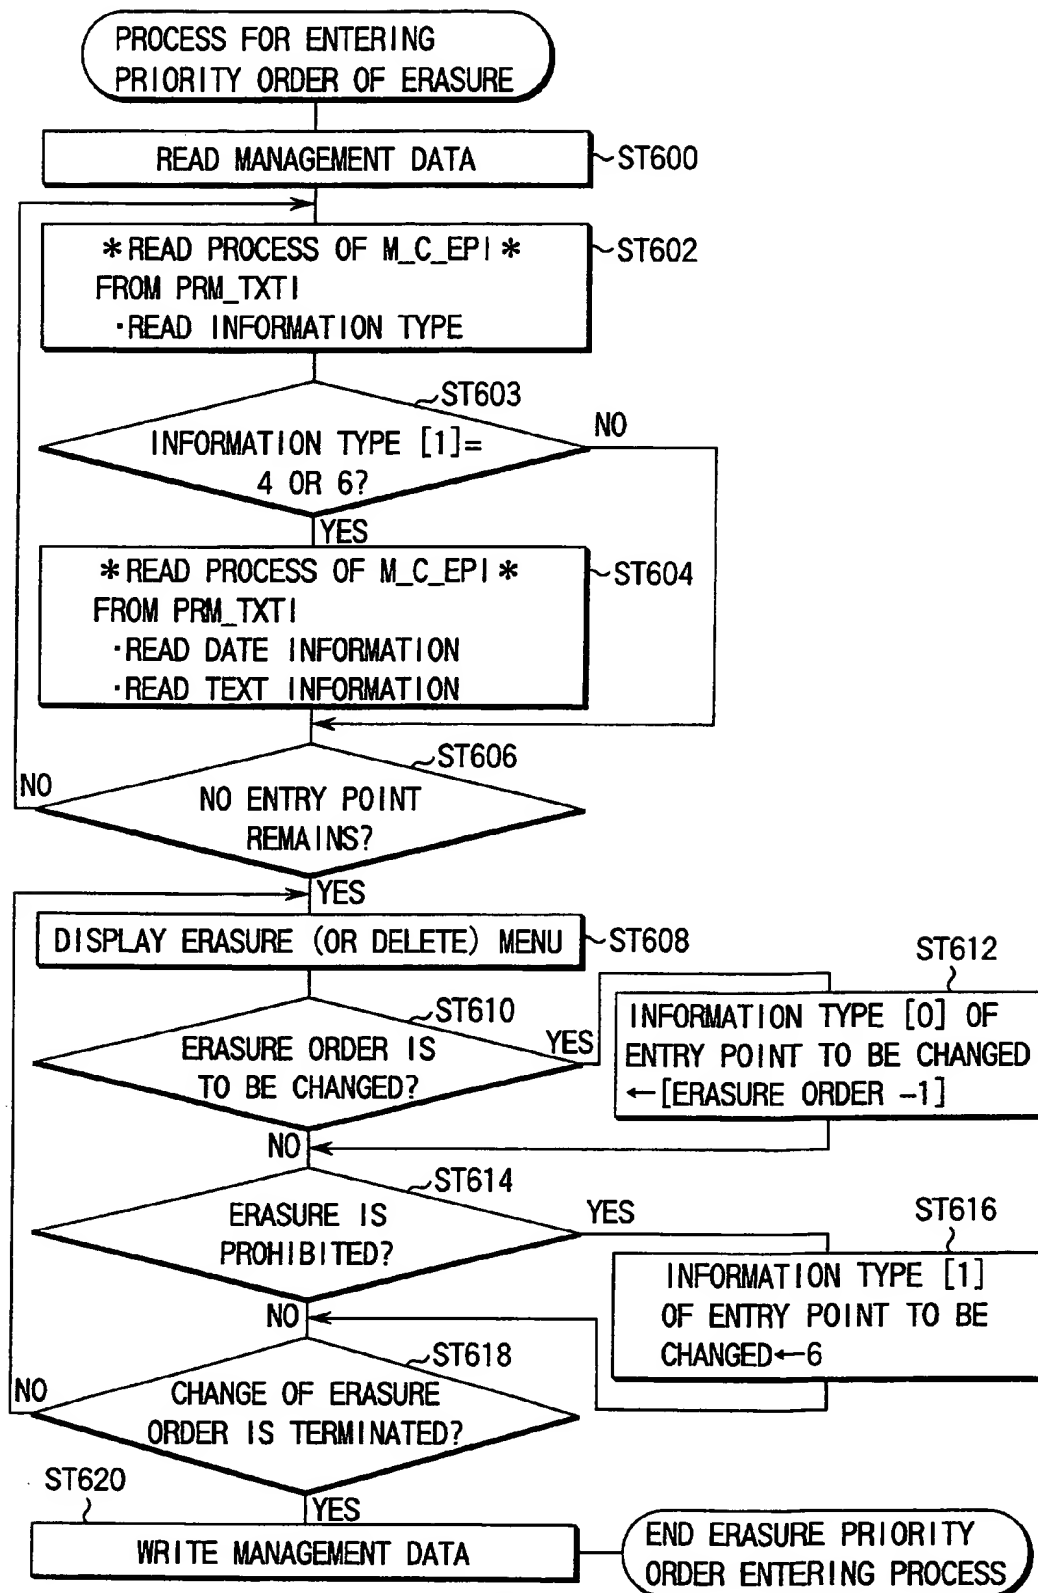 PROCESS FOR ENTERING
PRIORITY ORDER OF ERASURE
READ MANAGEMENT DATA
ST600
*READ PROCESS OF M_C_EPI*
FROM PRM_TXTI
·READ INFORMATION TYPE
ST602
ST603
INFORMATION TYPE [1]=
4 OR 6?
NO
YES
*READ PROCESS OF M_C_EPI*
FROM PRM_TXTI
·READ DATE INFORMATION
·READ TEXT INFORMATION
ST604
ST606
NO ENTRY POINT
REMAINS?
NO
YES
DISPLAY ERASURE (OR DELETE) MENU
ST608
ST610
ERASURE ORDER IS
TO BE CHANGED?
YES
ST612
INFORMATION TYPE [0] OF
ENTRY POINT TO BE CHANGED
←[ERASURE ORDER -1]
NO
ST614
ERASURE IS
PROHIBITED?
YES
ST616
INFORMATION TYPE [1]
OF ENTRY POINT TO BE
CHANGED←6
NO
ST618
CHANGE OF ERASURE
ORDER IS TERMINATED?
NO
YES
ST620
WRITE MANAGEMENT DATA
END ERASURE PRIORITY
ORDER ENTERING PROCESS